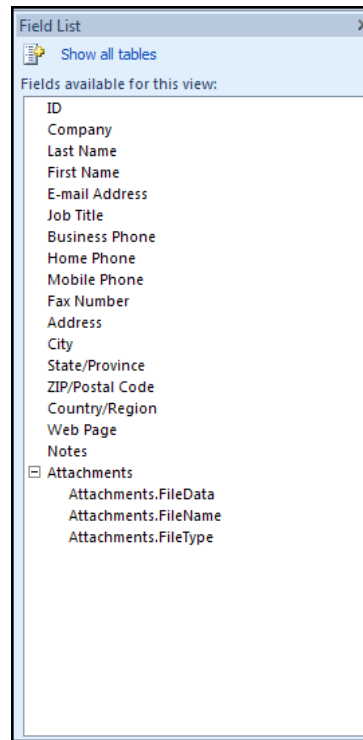 Field List
Show all tables
Fields available for this view:
ID
Company
Last Name
First Name
E-mail Address
Job Title
Business Phone
Home Phone
Mobile Phone
Fax Number
Address
City
State/Province
ZIP/Postal Code
Country/Region
Web Page
Notes
Attachments
Attachments.FileData
Attachments.FileName
Attachments.FileType